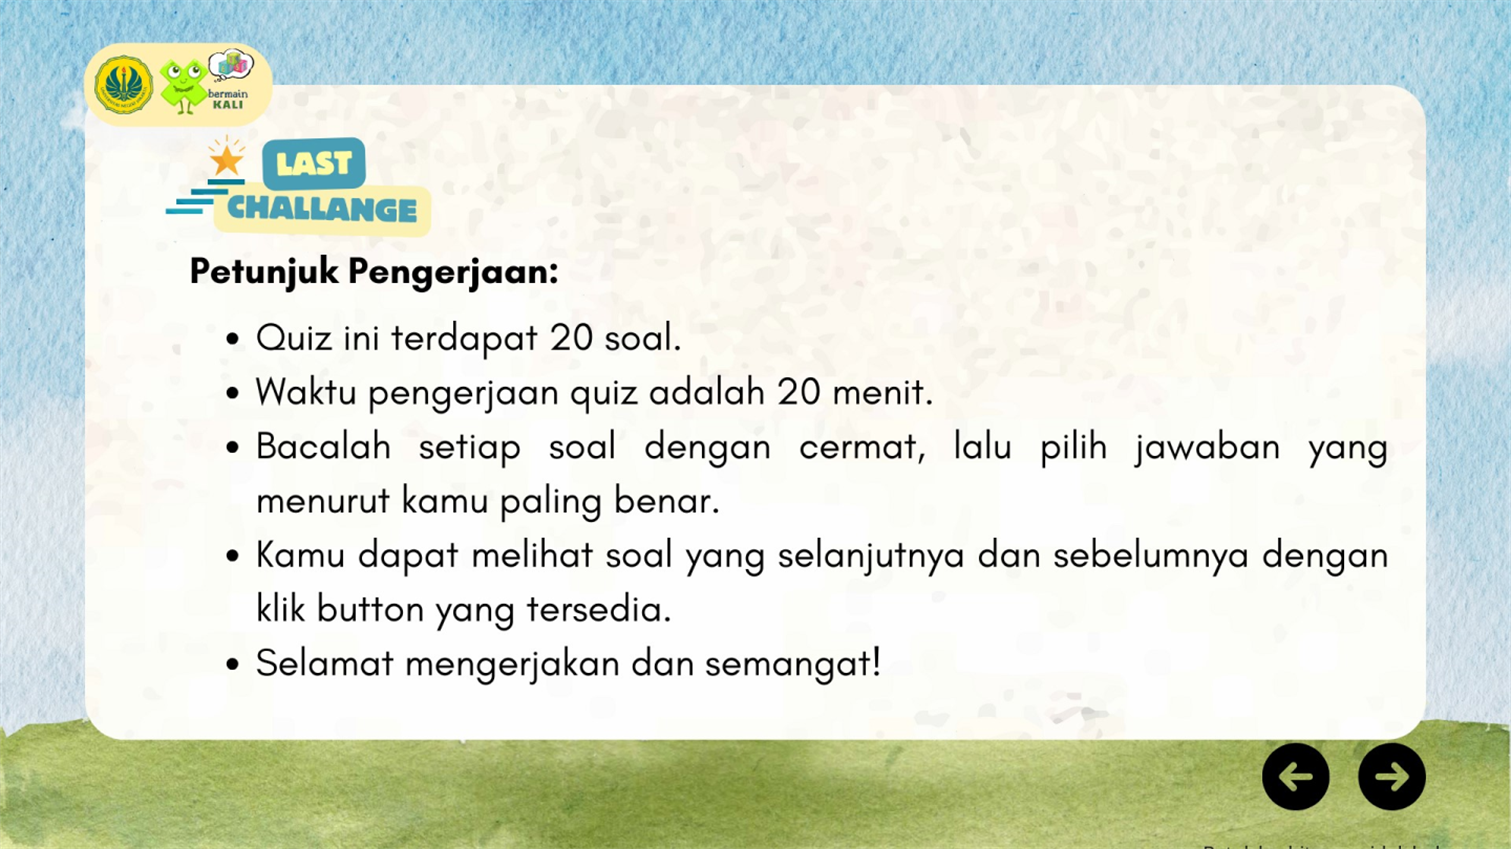 bermain
KALI
LAST
CHALLANGE
Petunjuk Pengerjaan:
• Quiz ini terdapat 20 soal.
• Waktu pengerjaan quiz adalah 20 menit.
• Bacalah setiap soal dengan cermat, lalu pilih jawaban yang
menurut kamu paling benar.
• Kamu dapat melihat soal yang selanjutnya dan sebelumnya dengan
klik button yang tersedia.
• Selamat mengerjakan dan semangat!